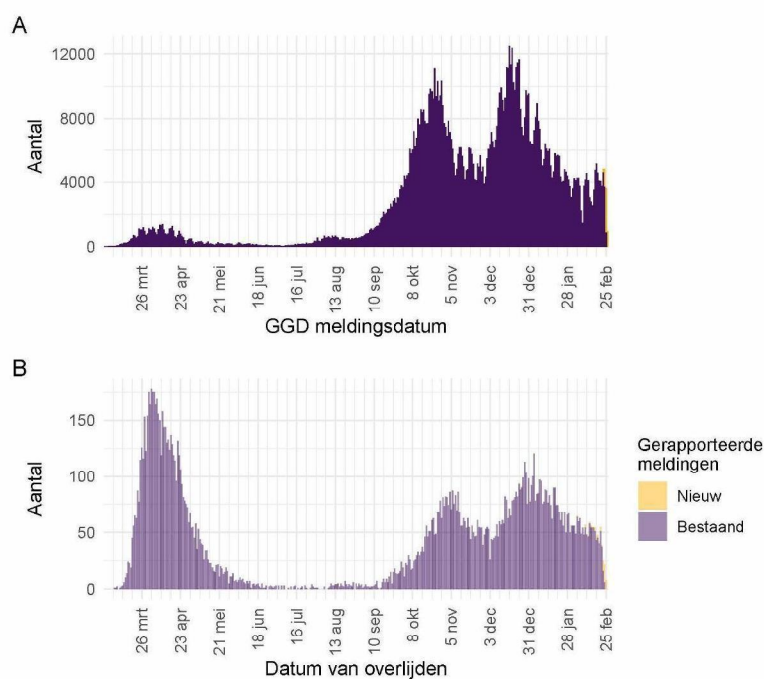 A
12000
8000
4000
0
Aantal
26 mrt
23 apr
21 mei
18 jun
16 jul
13 aug
10 sep
8 okt
5 nov
3 dec
31 dec
28 jan
25 feb
GGD meldingsdatum
B
150
100
50
0
Aantal
26 mrt
23 apr
21 mei
18 jun
16 jul
13 aug
10 sep
8 okt
5 nov
3 dec
31 dec
28 jan
25 feb
Datum van overlijden
Gerapporteerde
meldingen
Nieuw
Bestaand